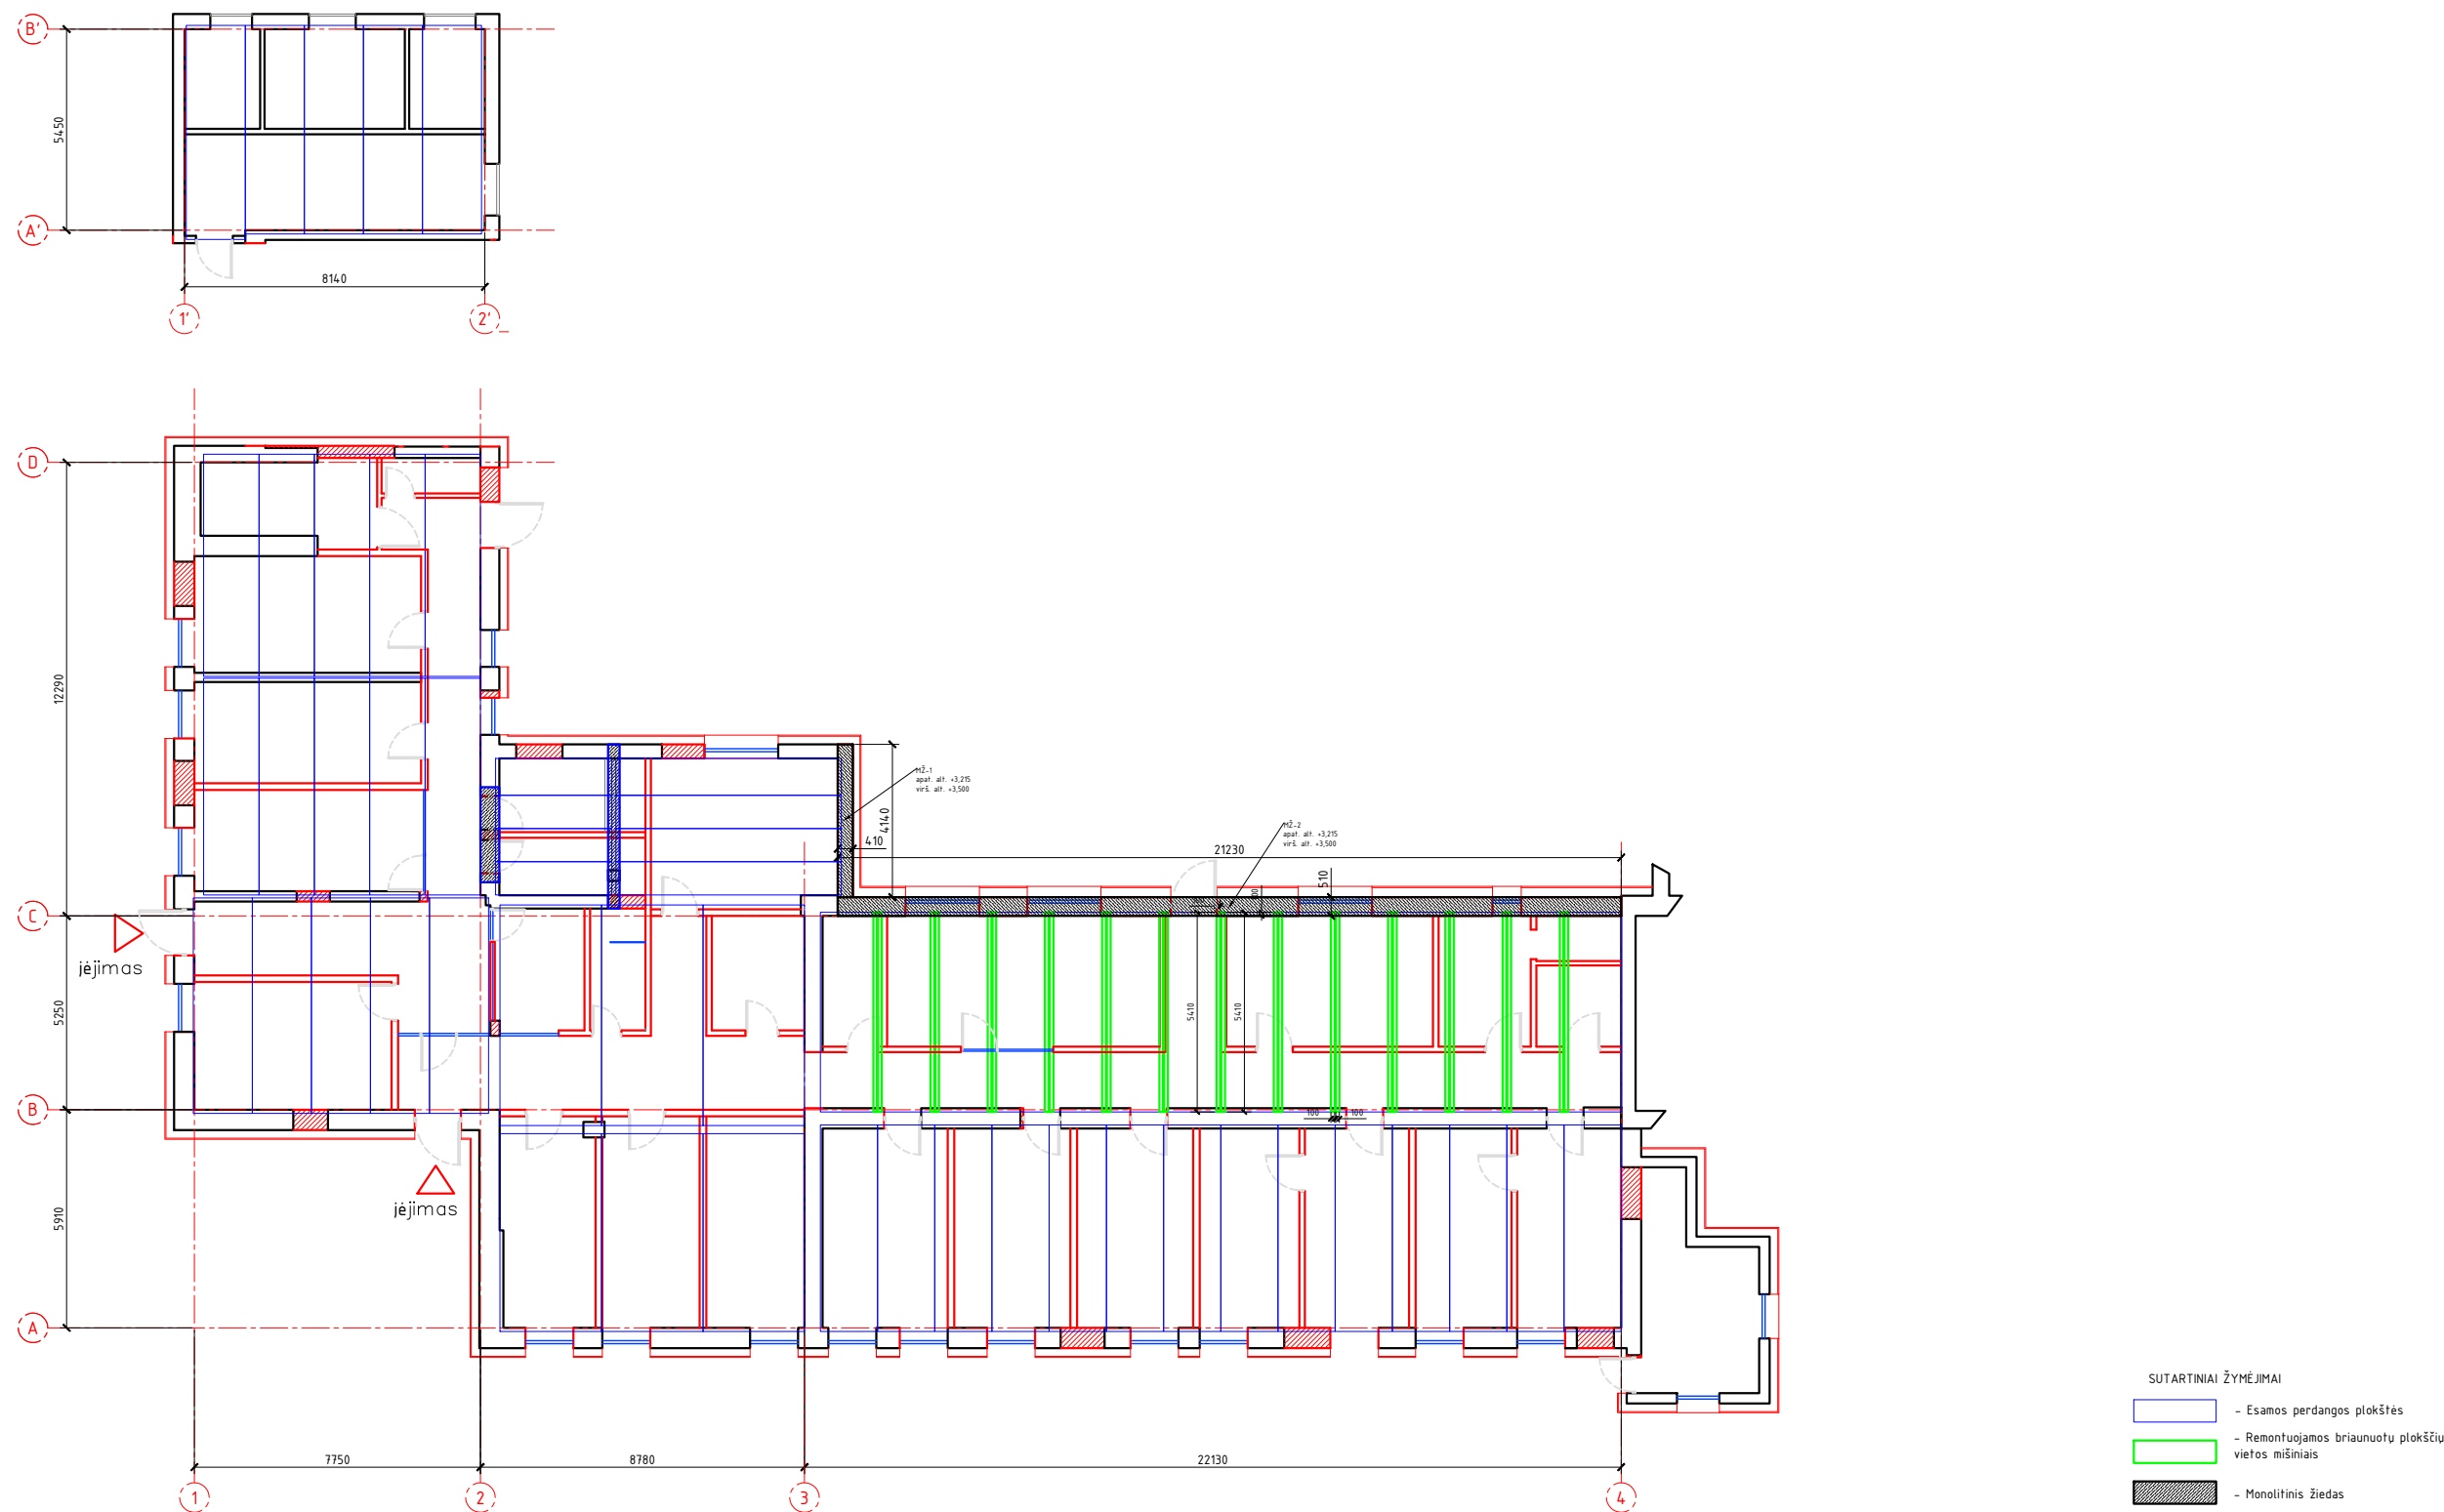 B'
5450
A'
8140
1'
2'
D
12290
MŽ-1
apat. alt. +3,215
virš. alt. +3,500
4140
410
MŽ-2
apat. alt. +3,215
virš. alt. +3,500
21230
510
C
įėjimas
5250
5410
5410
B
100
100
įėjimas
5910
A
SUTARTINIAI ŽYMĖJIMAI
- Esamos perdangos plokštės
- Remontuojamos briaunuotų plokščių
vietos mišiniais
- Monolitinis žiedas
7750
8780
22130
1
2
3
4